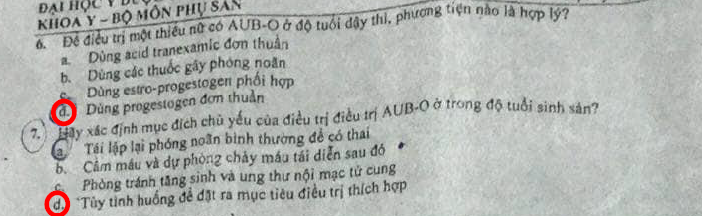 ĐẠI HỌC Y
KHOA Y – BỘ MÔN PHỤ SẢN
6. Để điều trị một thiếu nữ có AUB-O ở độ tuổi dậy thì, phương tiện nào là hợp lý?
a. Dùng acid tranexamic đơn thuần
b. Dùng các thuốc gây phóng noãn
c. Dùng estro-progestogen phối hợp
d. Dùng progestogen đơn thuần
7. Hãy xác định mục đích chủ yếu của điều trị điều trị AUB-O ở trong độ tuổi sinh sản?
a. Tái lập lại phóng noãn bình thường để có thai
b. Cầm máu và dự phòng chảy máu tái diễn sau đó
c. Phòng tránh tăng sinh và ung thư nội mạc tử cung
d. Tùy tình huống để đặt ra mục tiêu điều trị thích hợp